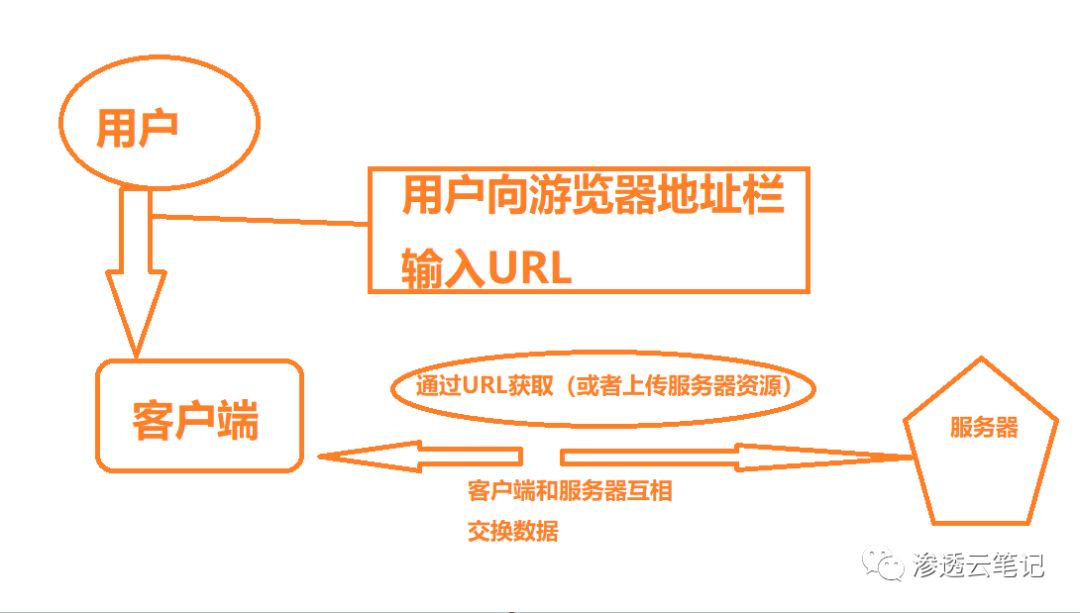 用户
用户向游览器地址栏
输入URL
客户端
通过URL获取（或者上传服务器资源）
服务器
客户端和服务器互相
交换数据
渗透云笔记